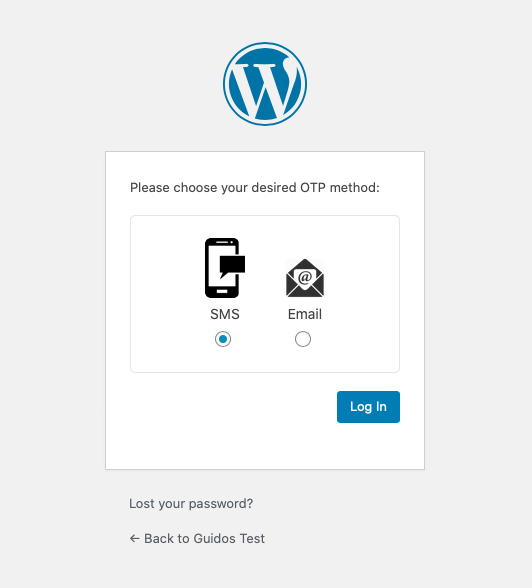 Please choose your desired OTP method:
SMS
Email
Log In
Lost your password?
← Back to Guidos Test